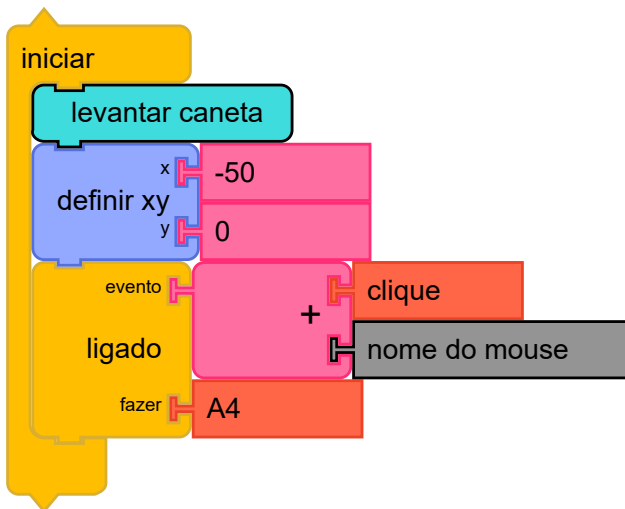 iniciar
levantar caneta
definir xy
x
-50
y
0
ligado
evento
+
clique
nome do mouse
fazer
A4